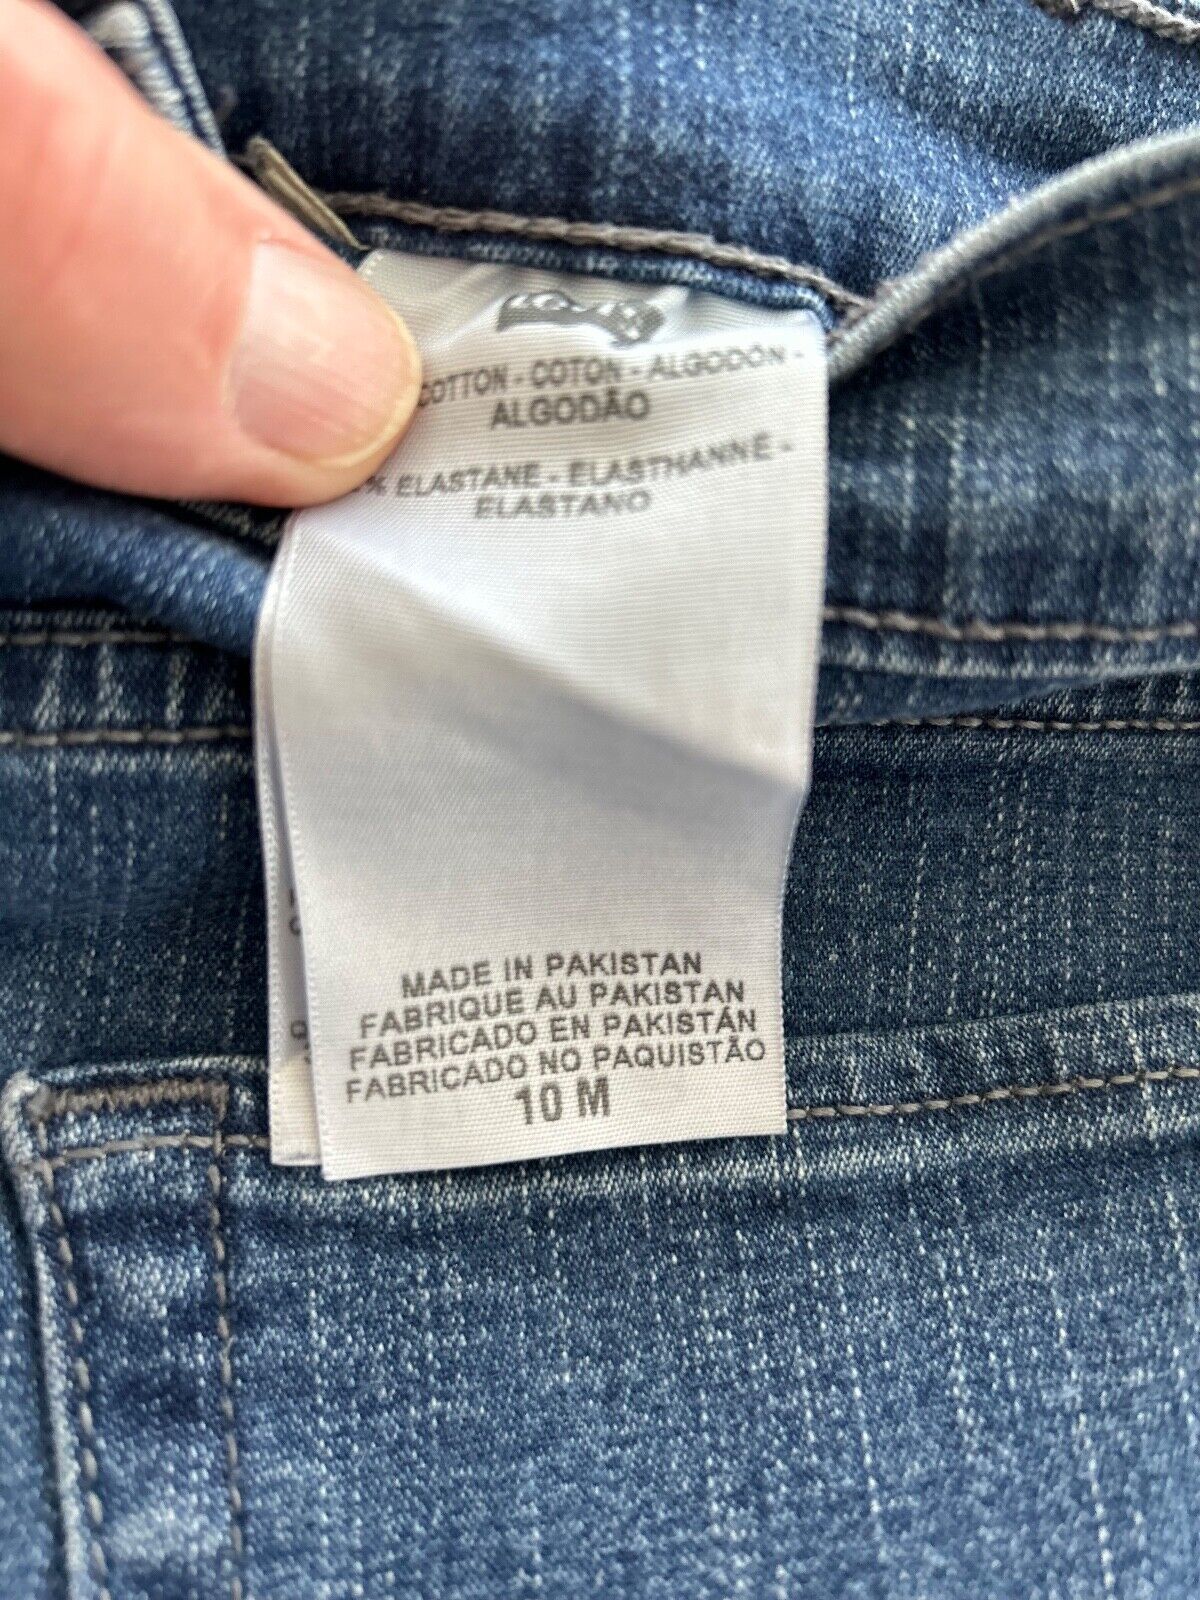 COTTON - COTON - ALGODÓN -
ALGODÃO
% ELASTANE - ELASTHANNE -
ELASTANO
MADE IN PAKISTAN
FABRIQUE AU PAKISTAN
FABRICADO EN PAKISTÁN
FABRICADO NO PAQUISTÃO
10 M